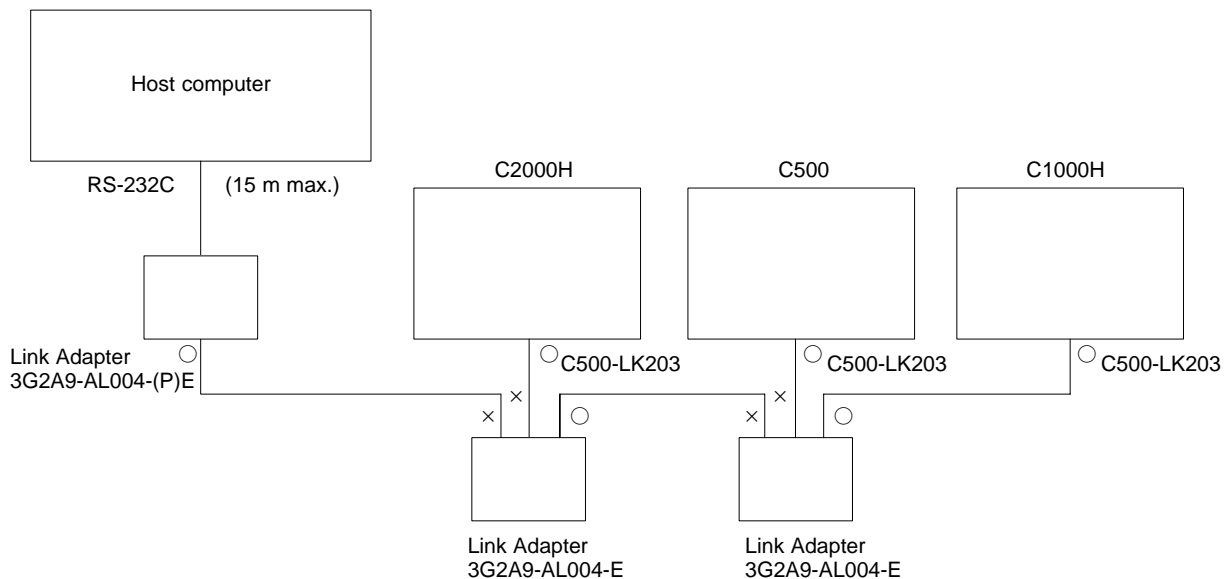 Host computer
RS-232C (15 m max.)
C2000H
C500
C1000H
Link Adapter
3G2A9-AL004-(P)E
C500-LK203
C500-LK203
C500-LK203
Link Adapter
3G2A9-AL004-E
Link Adapter
3G2A9-AL004-E